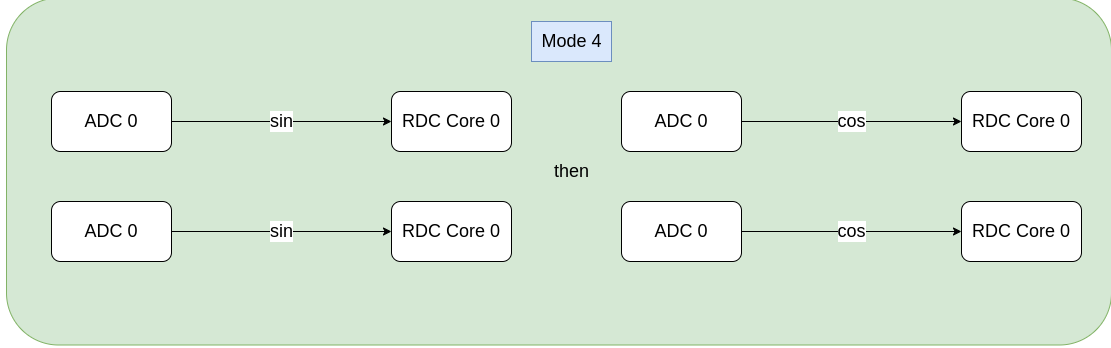 Mode 4
ADC 0
sin
RDC Core 0
ADC 0
cos
RDC Core 0
then
ADC 0
sin
RDC Core 0
ADC 0
cos
RDC Core 0